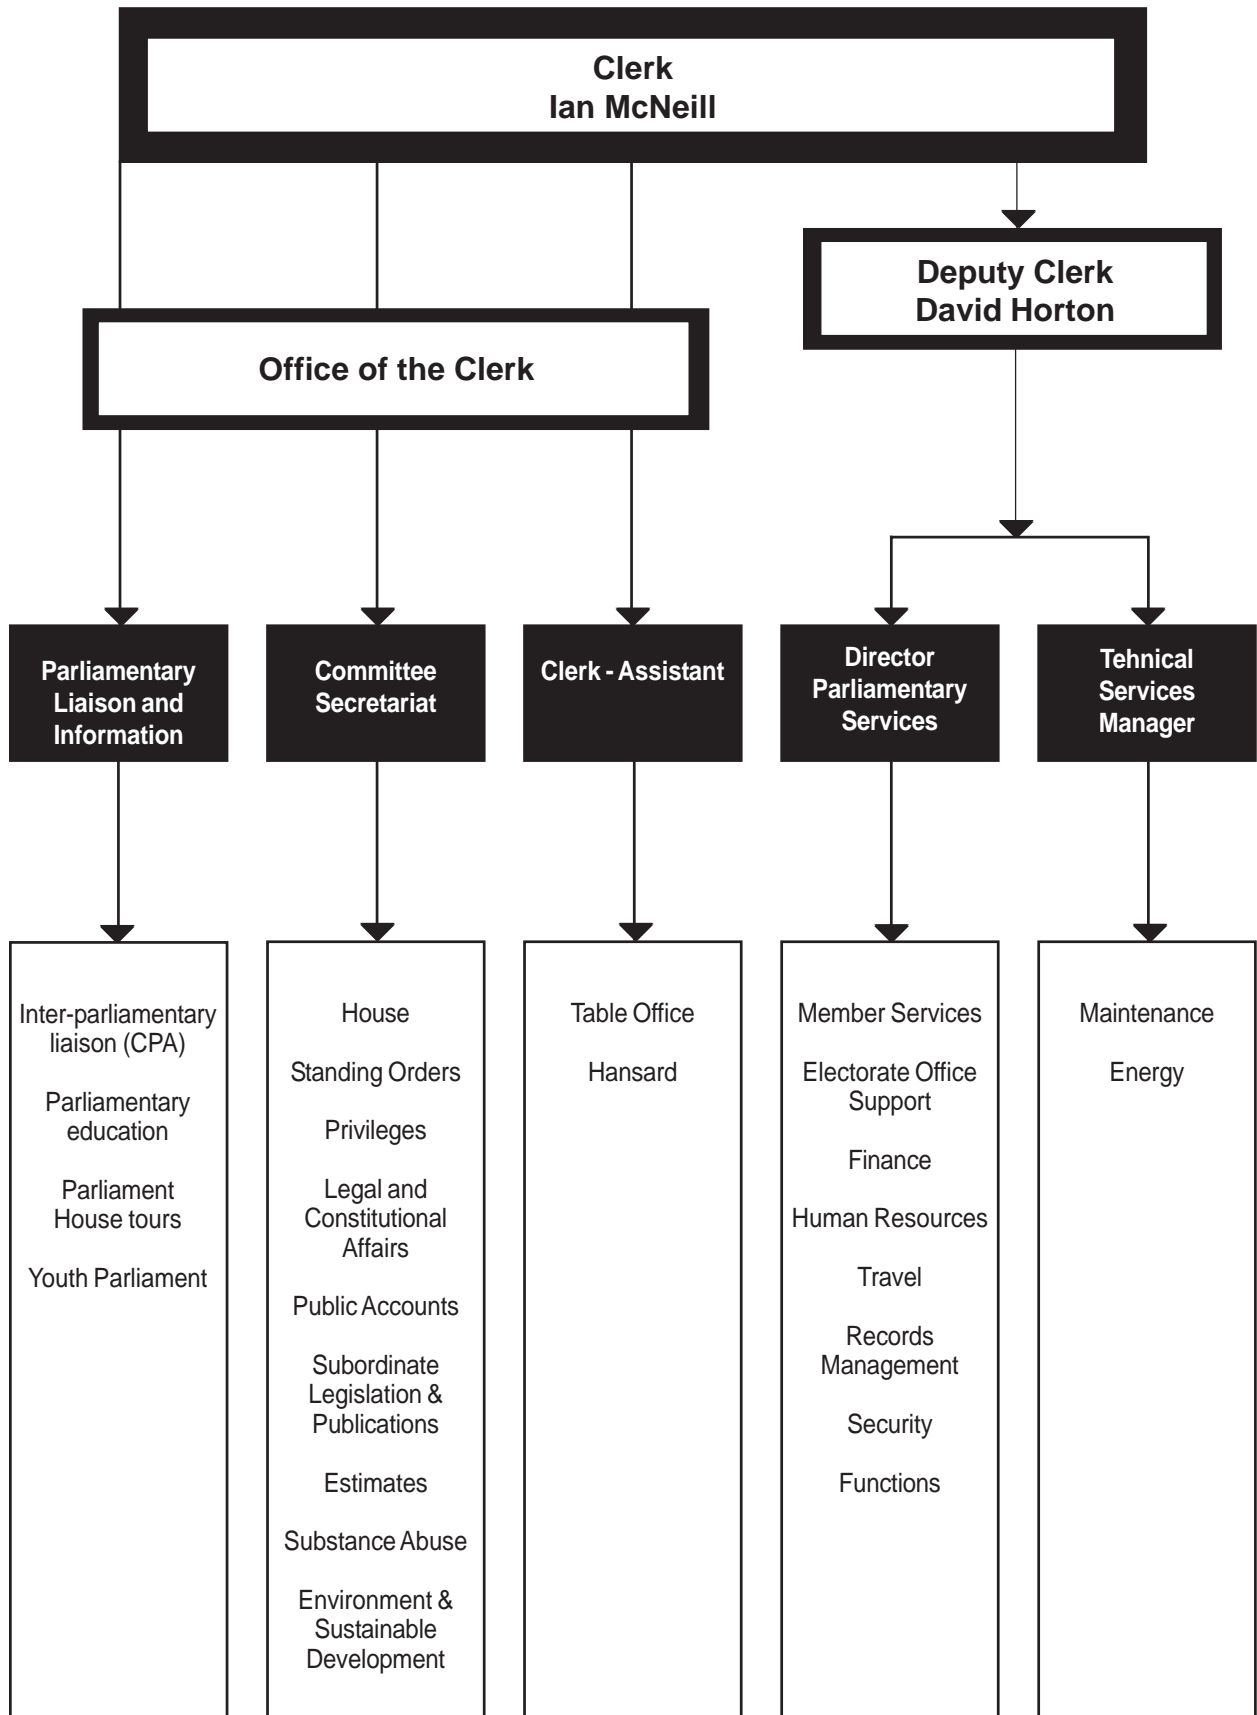 Clerk
Ian McNeill
Deputy Clerk
David Horton
Office of the Clerk
Parliamentary
Liaison and
Information
Committee
Secretariat
Clerk - Assistant
Director
Parliamentary
Services
Tehnical
Services
Manager
Inter-parliamentary
liaison (CPA)
Parliamentary
education
Parliament
House tours
Youth Parliament
House
Standing Orders
Privileges
Legal and
Constitutional
Affairs
Public Accounts
Subordinate
Legislation &
Publications
Estimates
Substance Abuse
Environment &
Sustainable
Development
Table Office
Hansard
Member Services
Electorate Office
Support
Finance
Human Resources
Travel
Records
Management
Security
Functions
Maintenance
Energy